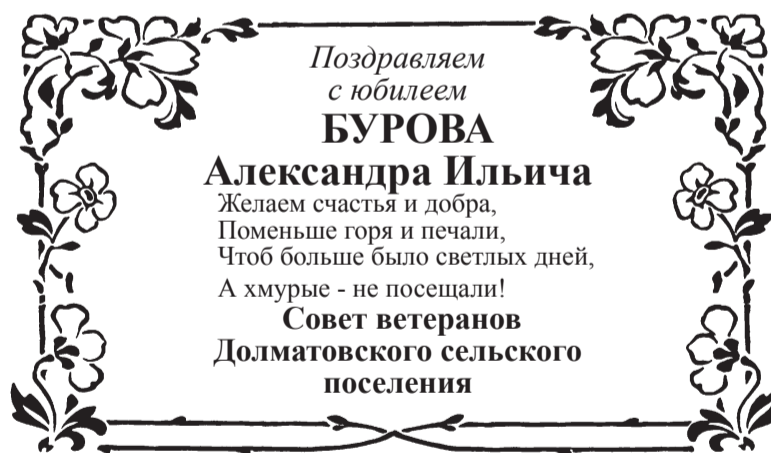 Поздравляем
с юбилеем
БУРОВА
Александра Ильича
Желаем счастья и добра,
Поменьше горя и печали,
Чтоб больше было светлых дней,
А хмурые - не посещали!
Совет ветеранов
Долматовского сельского
поселения